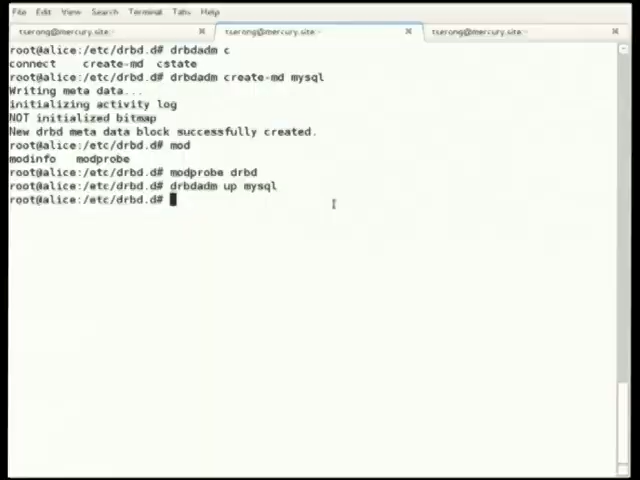 File Edit View Search Terminal Tabs Help
tserong@mercury:site:~ tserong@mercury:site:~ tserong@mercury:site:~
root@alice:/etc/drbd.d# drbdadm c
connect create-md cstate
root@alice:/etc/drbd.d# drbdadm create-md mysql
Writing meta data...
initializing activity log
NOT initialized bitmap
New drbd meta data block successfully created.
root@alice:/etc/drbd.d# mod
modinfo modprobe
root@alice:/etc/drbd.d# modprobe drbd
root@alice:/etc/drbd.d# drbdadm up mysql
root@alice:/etc/drbd.d#